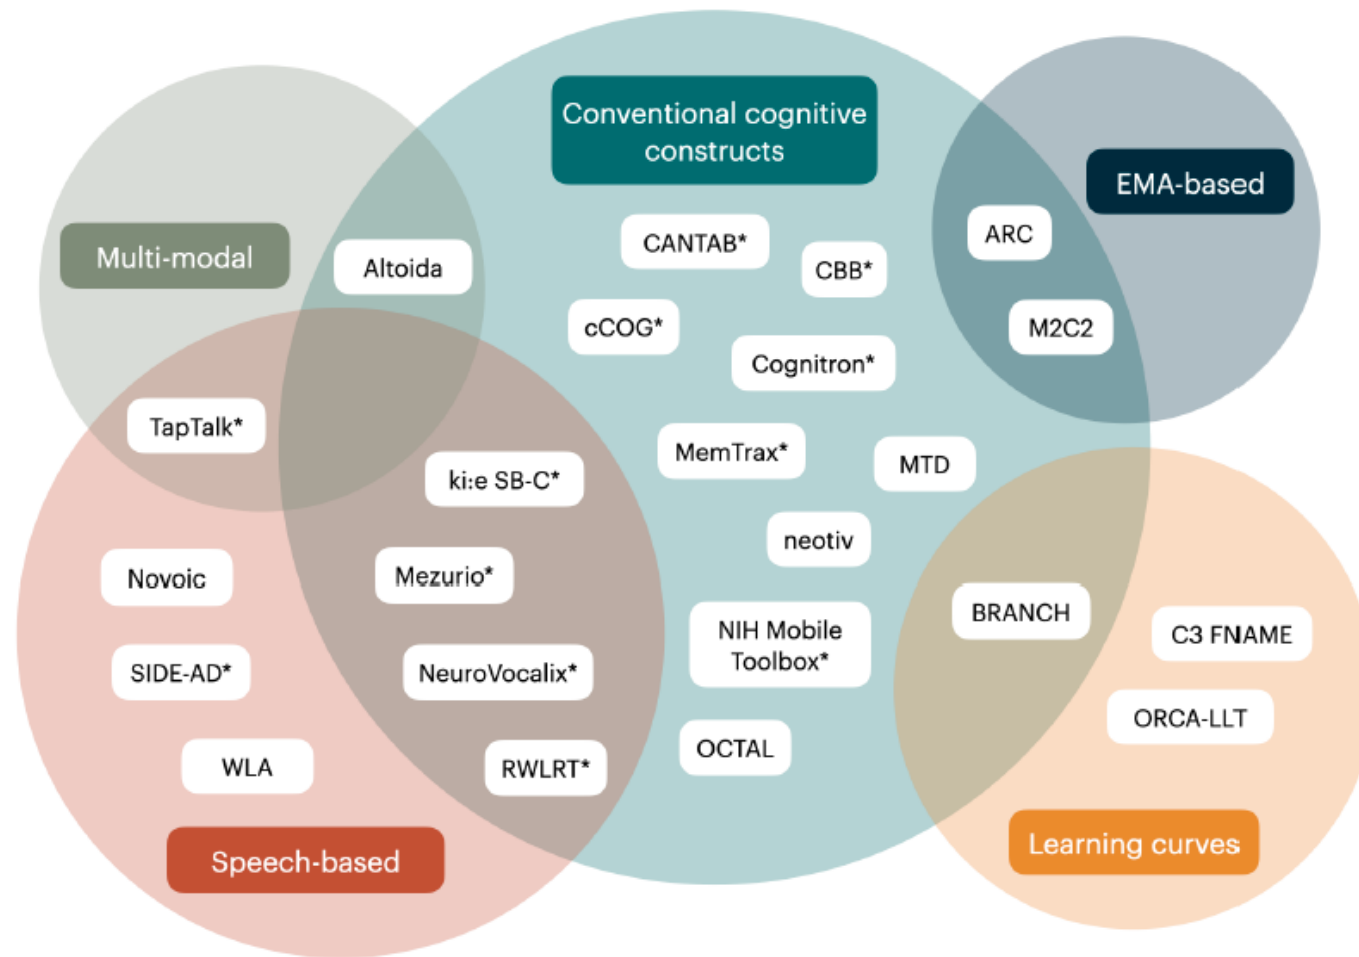 Conventional cognitive
constructs
EMA-based
Multi-modal
Altoida
CANTAB*
CBB*
ARC
cCOG*
M2C2
Cognitron*
TapTalk*
MemTrax*
MTD
ki:e SB-C*
neotiv
Novoic
Mezurio*
BRANCH
C3 FNAME
NIH Mobile
Toolbox*
SIDE-AD*
NeuroVocalix*
ORCA-LLT
OCTAL
WLA
RWLRT*
Learning curves
Speech-based